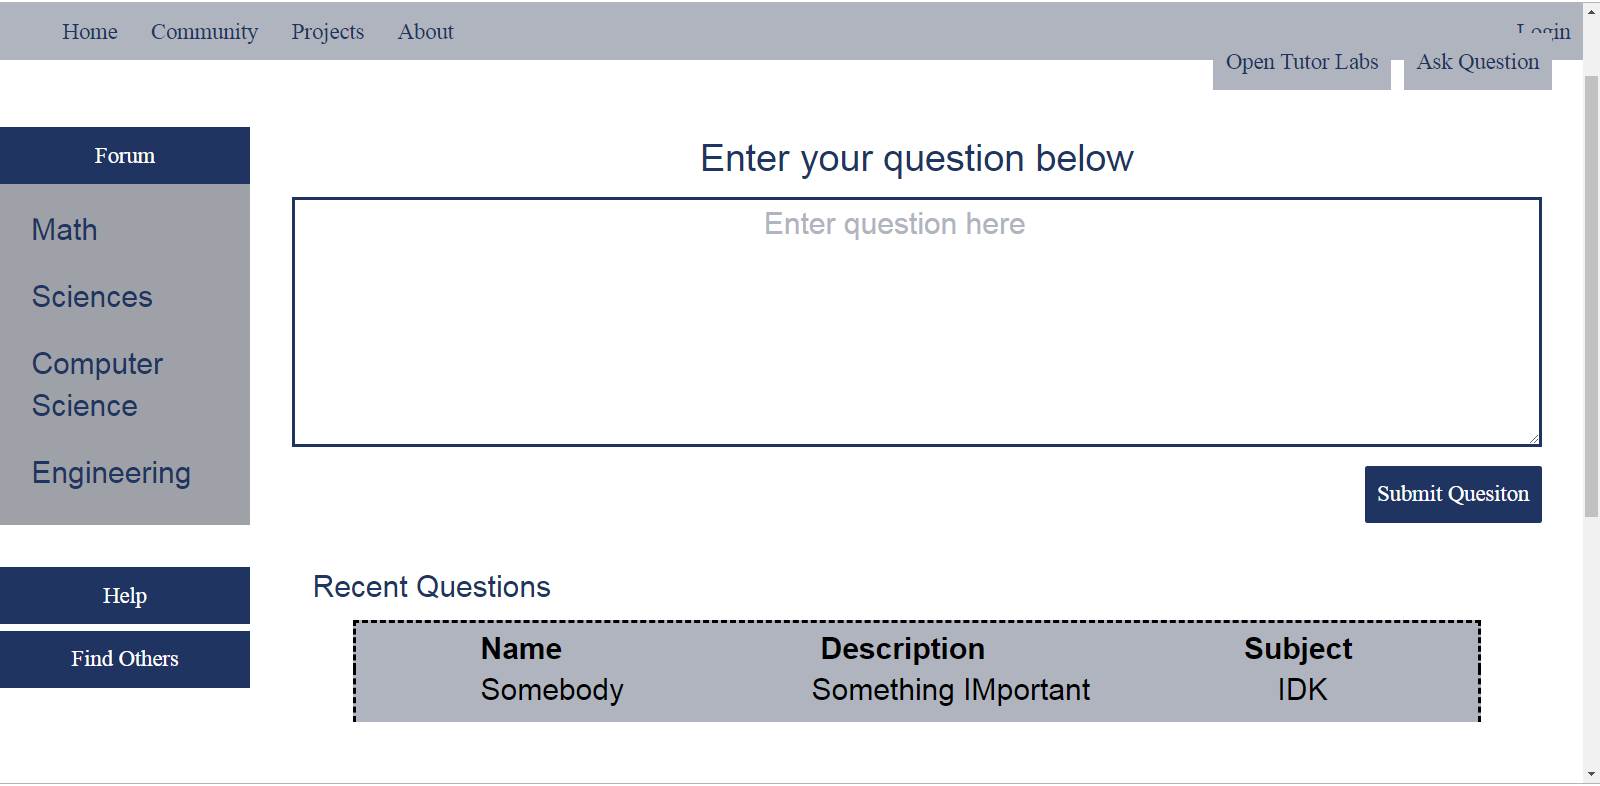 Home Community Projects About Login
Open Tutor Labs Ask Question
Forum
Math
Sciences
Computer
Science
Engineering
Help
Find Others
Enter your question below
Enter question here
Submit Quesiton
Recent Questions
Name Description Subject
Somebody Something IMportant IDK